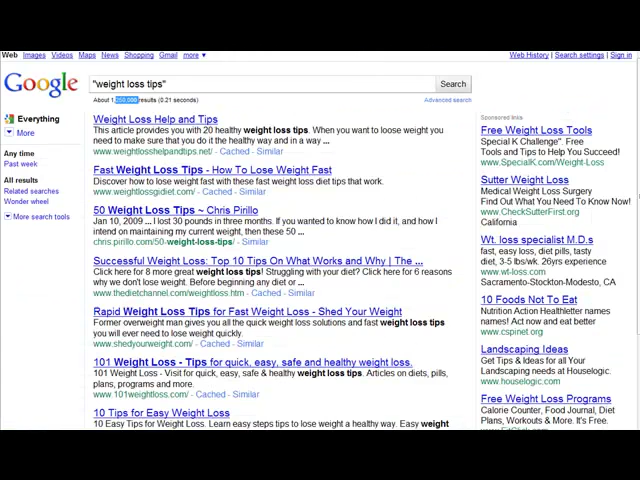 Web Images Videos Maps News Shopping Gmail more ▼ Web History | Search settings | Sign in
Google "weight loss tips" Search
About 1,250,000 results (0.21 seconds) Advanced search
Everything
More
Any time
Past week
All results
Related searches
Wonder wheel
More search tools
Weight Loss Help and Tips
This article provides you with 20 healthy weight loss tips. When you want to loose weight you
need to make sure that you do it the healthy way and in a way ...
www.weightlosshelpandtips.net/ - Cached - Similar
Fast Weight Loss Tips - How To Lose Weight Fast
Discover how to lose weight fast with these fast weight loss diet tips that work.
www.weightlossgidiet.com/ - Cached - Similar
50 Weight Loss Tips ~ Chris Pirillo
Jan 10, 2009 ... I lost 30 pounds in three months. If you wanted to know how I did it, and how I
intend on maintaining my current weight, then these 50 ...
chris.pirillo.com/50-weight-loss-tips/ - Cached - Similar
Successful Weight Loss: Top 10 Tips On What Works and Why | The ...
Click here for 8 more great weight loss tips! Struggling with your diet? Click here for 6 reasons
why we don't lose weight. Before beginning any diet or ...
www.thedietchannel.com/weightloss.htm - Cached - Similar
Rapid Weight Loss Tips for Fast Weight Loss - Shed Your Weight
Former overweight man gives you all the quick weight loss solutions and fast weight loss tips
you will ever need to lose weight quickly.
www.shedyourweight.com/ - Cached - Similar
101 Weight Loss - Tips for quick, easy, safe and healthy weight loss.
101 Weight Loss - Visit for quick, easy, safe & healthy weight loss tips. Articles on diets, pills,
plans, programs and more.
www.101weightloss.com/ - Cached - Similar
10 Tips for Easy Weight Loss
10 Easy Tips for Weight Loss. Learn easy steps tips to lose weight a healthy way. Easy weight
Sponsored links
Free Weight Loss Tools
Special K Challenge". Free
Tools and Tips to Help You Succeed!
www.SpecialK.com/Weight-Loss
Sutter Weight Loss
Medical Weight Loss Surgery
Find Out What You Need To Know Now!
www.CheckSutterFirst.org
California
Wt. loss specialist M.D.s
fast, easy loss, diet pills, tasty
diet, 3-5 lbs/wk. 26yrs experience
www.wt-loss.com
Sacramento-Stockton-Modesto, CA
10 Foods Not To Eat
Nutrition Action Healthletter names
names! Act now and eat better
www.cspinet.org
Landscaping Ideas
Get Tips & Ideas for all Your
Landscaping needs at Houselogic.
www.houselogic.com
Free Weight Loss Programs
Calorie Counter, Food Journal, Diet
Plans, Workouts & More. It's Free.
www.FitClick.com